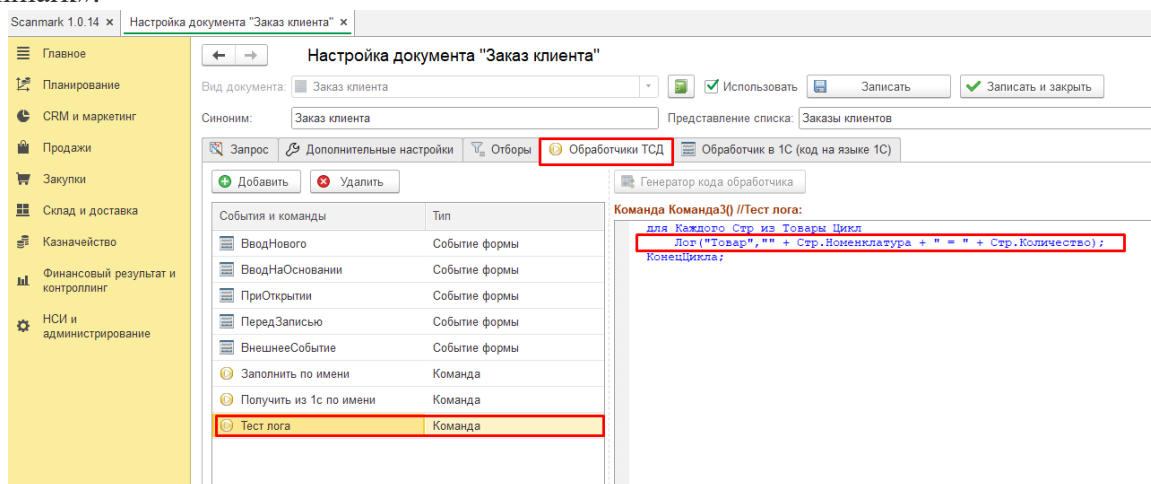 Scanmark 1.0.14 × Настройка документа "Заказ клиента" ×
Главное
Планирование
CRM и маркетинг
Продажи
Закупки
Склад и доставка
Казначейство
Финансовый результат и
контроллинг
НСИ и
администрирование
Настройка документа "Заказ клиента"
Вид документа: Заказ клиента Использовать Записать Записать и закрыть
Синоним: Заказ клиента Представление списка: Заказы клиентов
Запрос Дополнительные настройки Отборы Обработчики ТСД Обработчик в 1С (код на языке 1С)
Добавить Удалить Генератор кода обработчика
События и команды Тип
ВводНового Событие формы
ВводНаОсновании Событие формы
ПриОткрытии Событие формы
ПередЗаписью Событие формы
ВнешнееСобытие Событие формы
Заполнить по имени Команда
Получить из 1с по имени Команда
Тест лога Команда
Команда Команда3() //Тест лога:
для Каждого Стр из Товары Цикл
Лог("Товар","" + Стр.Номенклатура + " = " + Стр.Количество);
КонецЦикла;